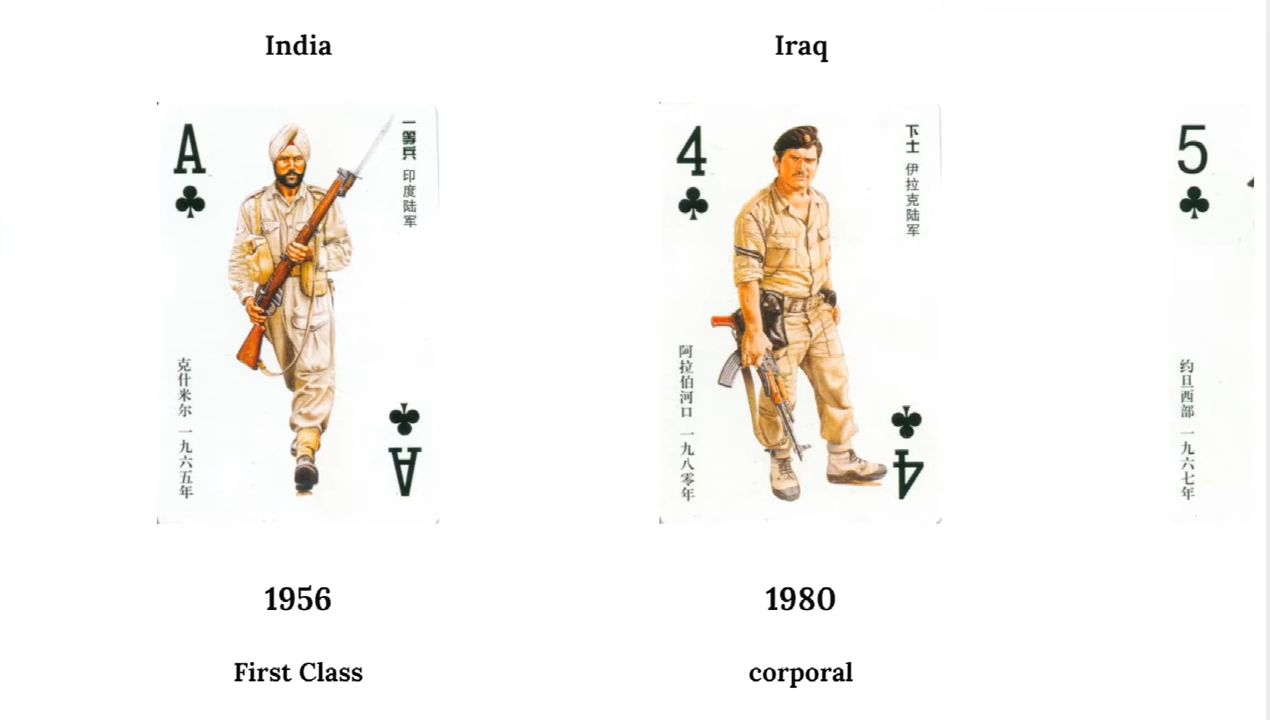 India
Iraq
A
一等兵 印度陆军
克什米尔 一九六五年
A
4
下士 伊拉克陆军
阿拉伯河口 一九八零年
4
5
约旦西部 一九六七年
1956
1980
First Class
corporal